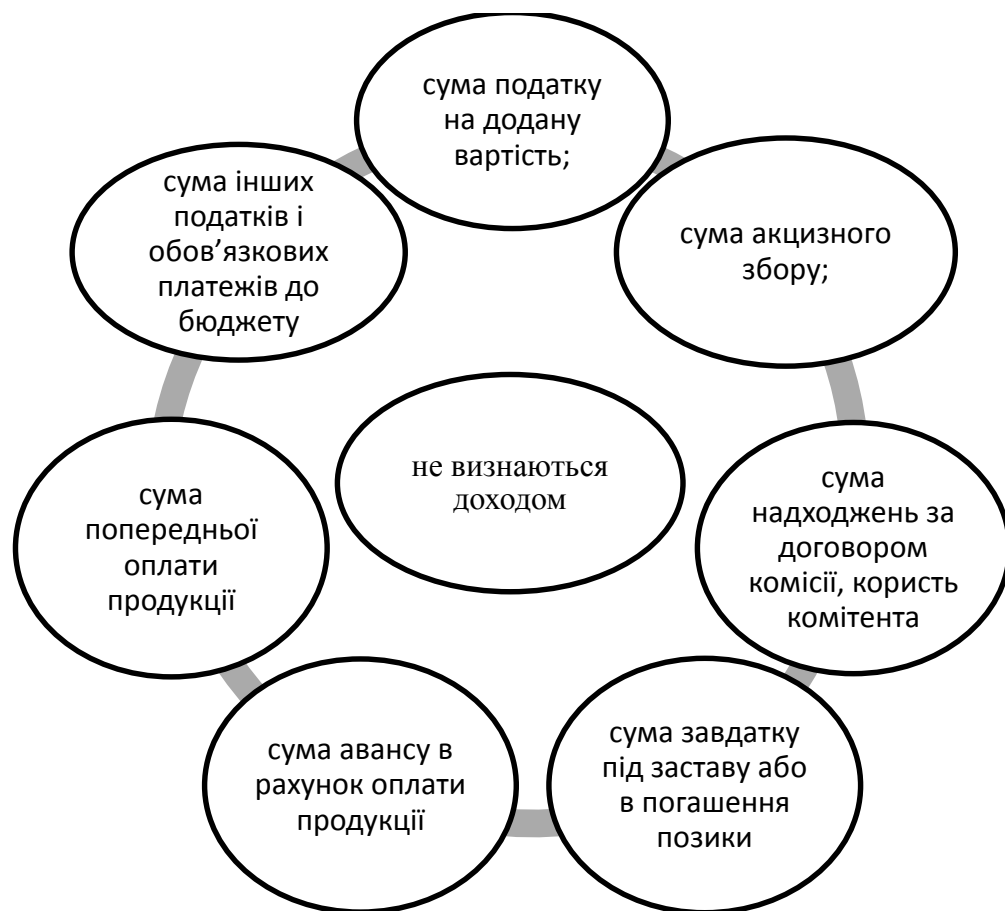 сума податку
на додану
вартість;
сума акцизного
збору;
сума
надходжень за
договором
комісії, користь
комітента
сума завдатку
під заставу або
в погашення
позики
сума авансу в
рахунок оплати
продукції
сума
попередньої
оплати
продукції
сума інших
податків і
обов’язкових
платежів до
бюджету
не визнаються
доходом